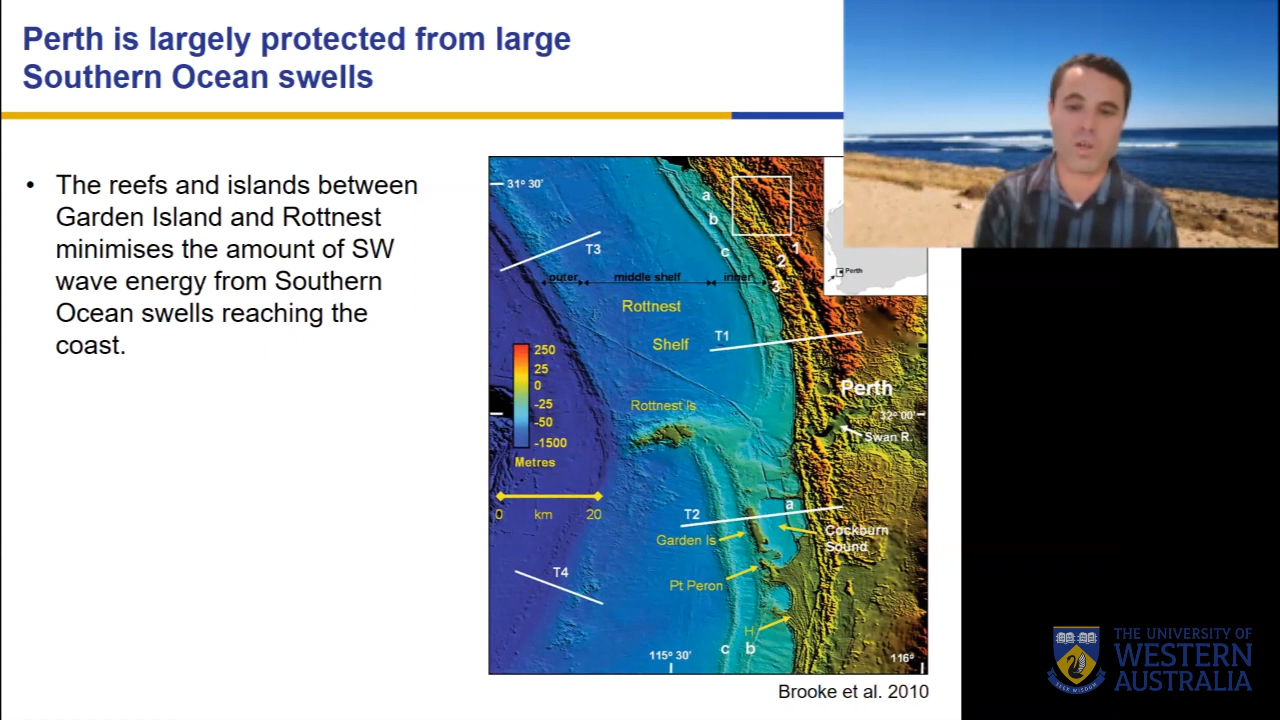 Perth is largely protected from large
Southern Ocean swells
• The reefs and islands between
Garden Island and Rottnest
minimises the amount of SW
wave energy from Southern
Ocean swells reaching the
coast.
31° 30'
a
b
c
T3
1
2
3
outer
middle shelf
inner
Perth
Rottnest
Shelf
T1
250
25
0
-25
-50
-1500
Metres
Perth
Rottnest Is
32° 00'
Swan R.
0 km 20
T2
a
Garden Is
Cockburn
Sound
T4
Pt Peron
H
c b
115° 30'
116°
Brooke et al. 2010
THE UNIVERSITY OF
WESTERN
AUSTRALIA
SEEK WISDOM